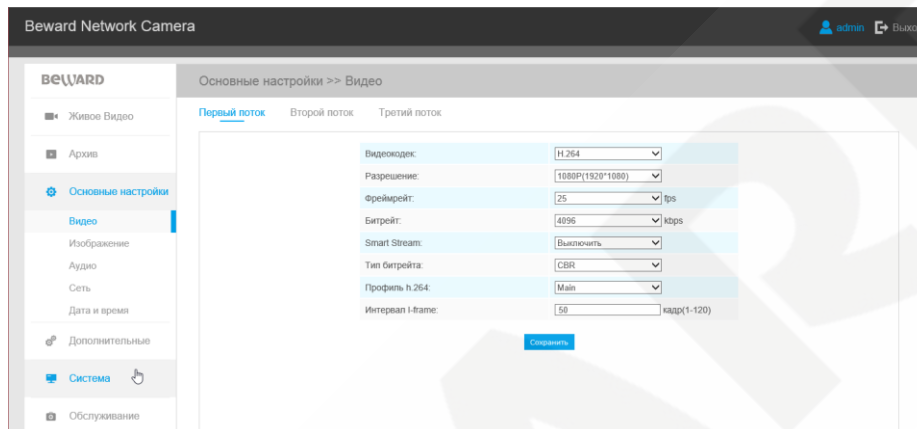 Beward Network Camera
admin Выхо
BEWARD
Основные настройки >> Видео
Живое Видео
Архив
Основные настройки
Видео
Изображение
Аудио
Сеть
Дата и время
Дополнительные
Система
Обслуживание
Первый поток Второй поток Третий поток
Видеокодек: H.264
Разрешение: 1080P(1920*1080)
Фреймрейт: 25 fps
Битрейт: 4096 kbps
Smart Stream: Выключить
Тип битрейта: CBR
Профиль h.264: Main
Интервал I-frame: 50 кадр(1-120)
Сохранить